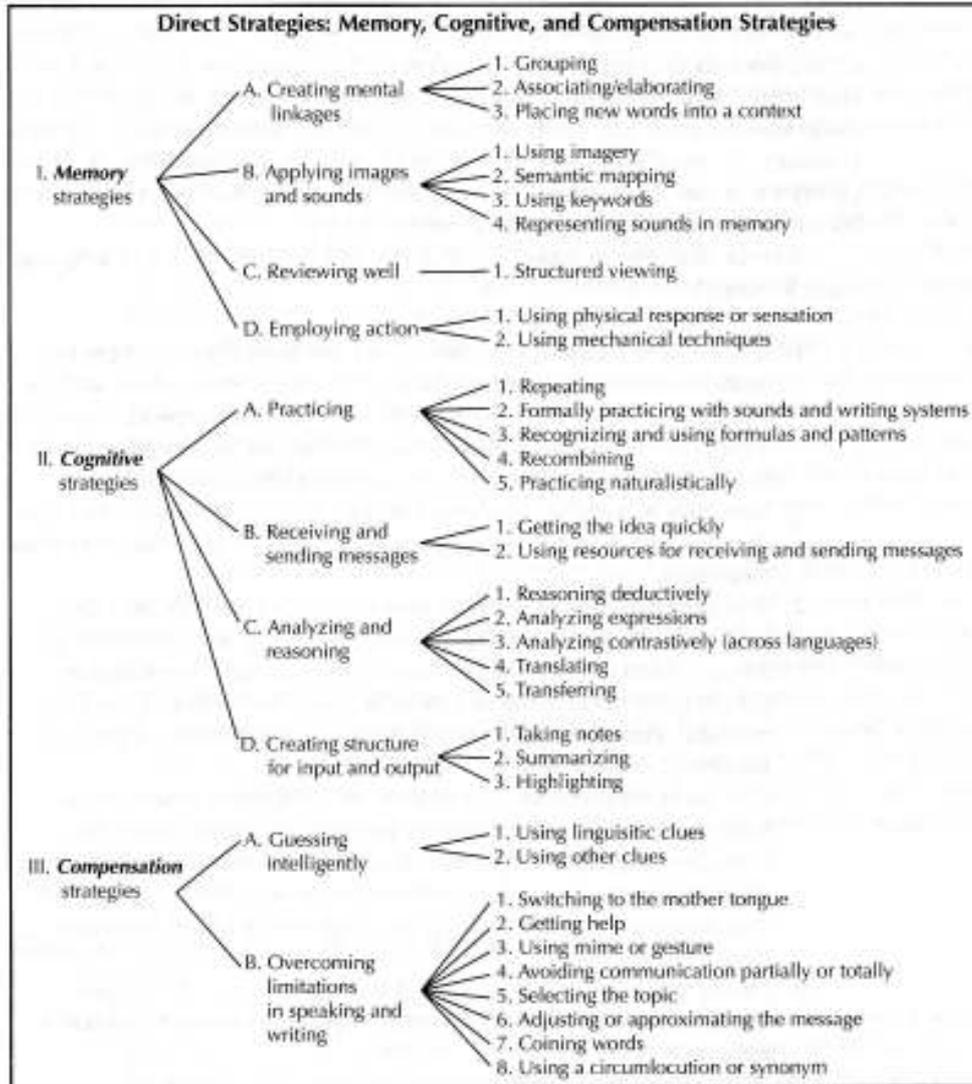 Direct Strategies: Memory, Cognitive, and Compensation Strategies
I. Memory
strategies
A. Creating mental
linkages
1. Grouping
2. Associating/elaborating
3. Placing new words into a context
B. Applying images
and sounds
1. Using imagery
2. Semantic mapping
3. Using keywords
4. Representing sounds in memory
C. Reviewing well
1. Structured viewing
D. Employing action
1. Using physical response or sensation
2. Using mechanical techniques
II. Cognitive
strategies
A. Practicing
1. Repeating
2. Formally practicing with sounds and writing systems
3. Recognizing and using formulas and patterns
4. Recombining
5. Practicing naturalistically
B. Receiving and
sending messages
1. Getting the idea quickly
2. Using resources for receiving and sending messages
C. Analyzing and
reasoning
1. Reasoning deductively
2. Analyzing expressions
3. Analyzing contrastively (across languages)
4. Translating
5. Transferring
D. Creating structure
for input and output
1. Taking notes
2. Summarizing
3. Highlighting
III. Compensation
strategies
A. Guessing
intelligently
1. Using linguisitic clues
2. Using other clues
B. Overcoming
limitations
in speaking and
writing
1. Switching to the mother tongue
2. Getting help
3. Using mime or gesture
4. Avoiding communication partially or totally
5. Selecting the topic
6. Adjusting or approximating the message
7. Coining words
8. Using a circumlocution or synonym